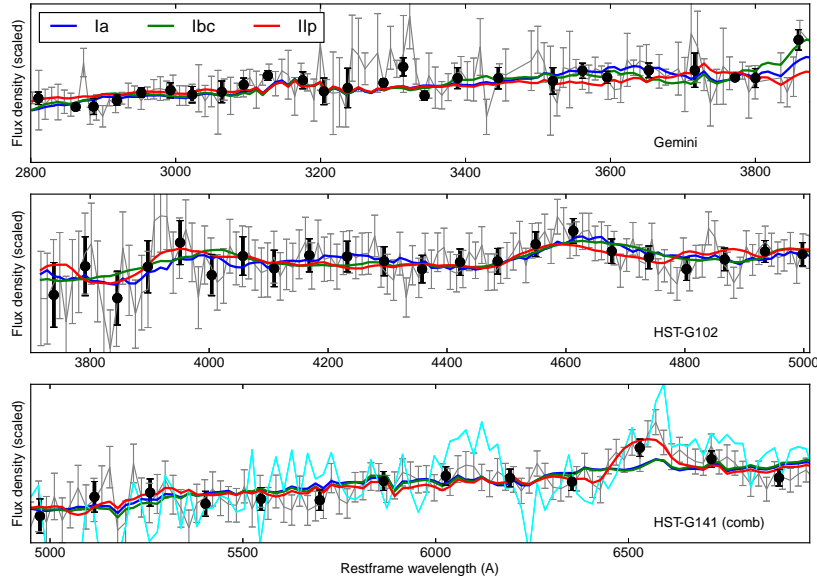 Ia Ibc IIp
Flux density (scaled)
Gemini
2800 3000 3200 3400 3600 3800
Flux density (scaled)
HST-G102
3800 4000 4200 4400 4600 4800 5000
Flux density (scaled)
HST-G141 (comb)
5000 5500 6000 6500
Restframe wavelength (A)